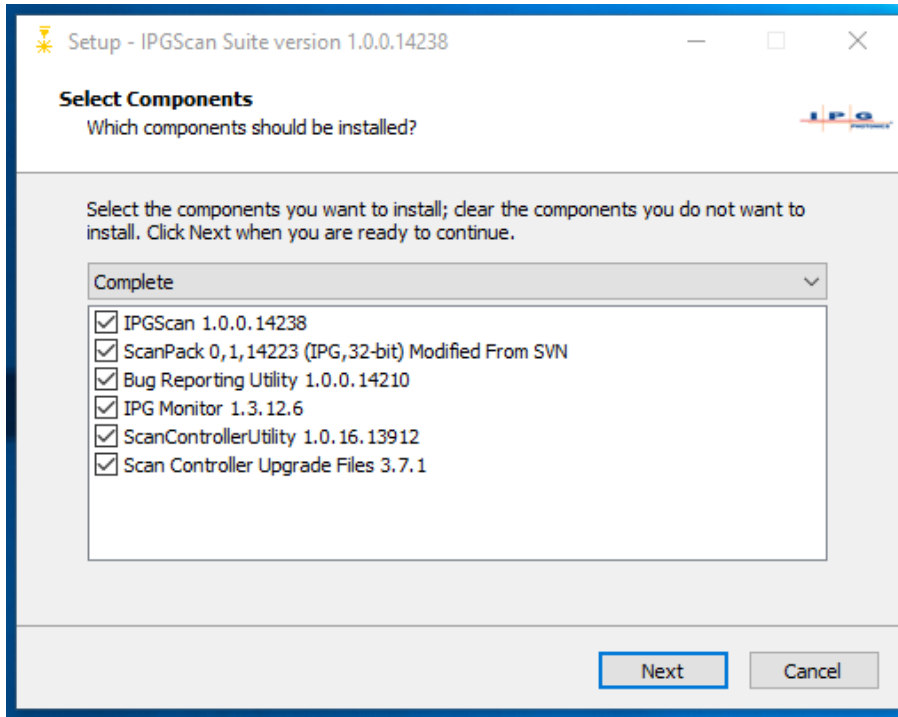 Setup - IPGScan Suite version 1.0.0.14238
Select Components
Which components should be installed?
IPG
PHOTONICS
Select the components you want to install; clear the components you do not want to
install. Click Next when you are ready to continue.
Complete
IPGScan 1.0.0.14238
ScanPack 0,1,14223 (IPG,32-bit) Modified From SVN
Bug Reporting Utility 1.0.0.14210
IPG Monitor 1.3.12.6
ScanControllerUtility 1.0.16.13912
Scan Controller Upgrade Files 3.7.1
Next
Cancel